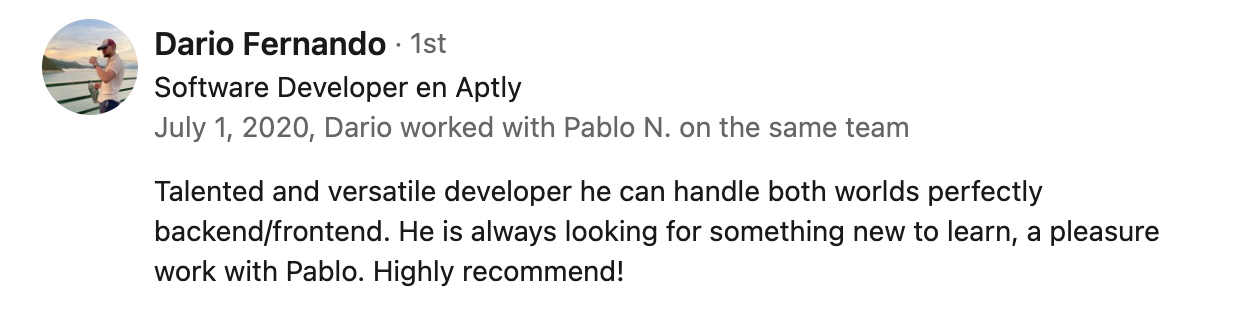 Dario Fernando · 1st
Software Developer en Aptly
July 1, 2020, Dario worked with Pablo N. on the same team
Talented and versatile developer he can handle both worlds perfectly
backend/frontend. He is always looking for something new to learn, a pleasure
work with Pablo. Highly recommend!